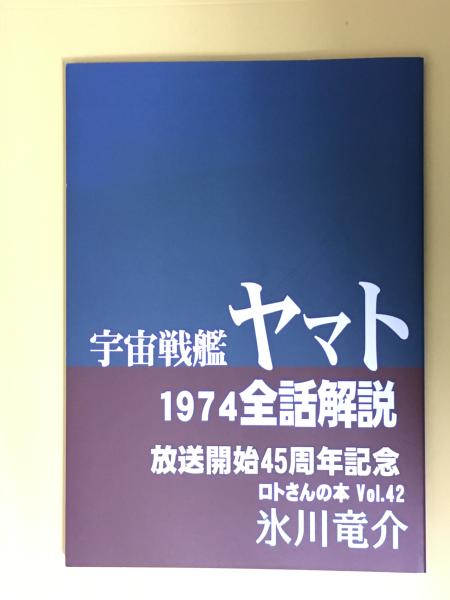 宇宙戦艦ヤマト
1974全話解説
放送開始45周年記念
ロトさんの本 Vol.42
氷川竜介